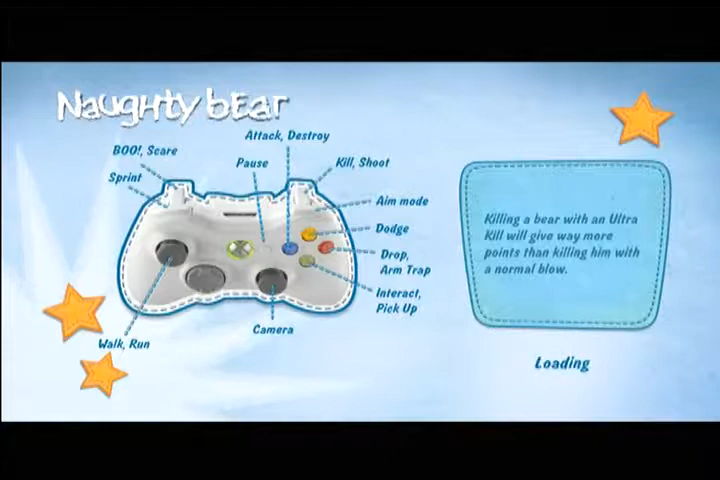 Naughty bEar
Attack, Destroy
BOO!, Scare
Pause
Kill, Shoot
Sprint
Aim mode
Dodge
Drop,
Arm Trap
Interact,
Pick Up
Camera
Walk, Run
Killing a bear with an Ultra
Kill will give way more
points than killing him with
a normal blow.
Loading